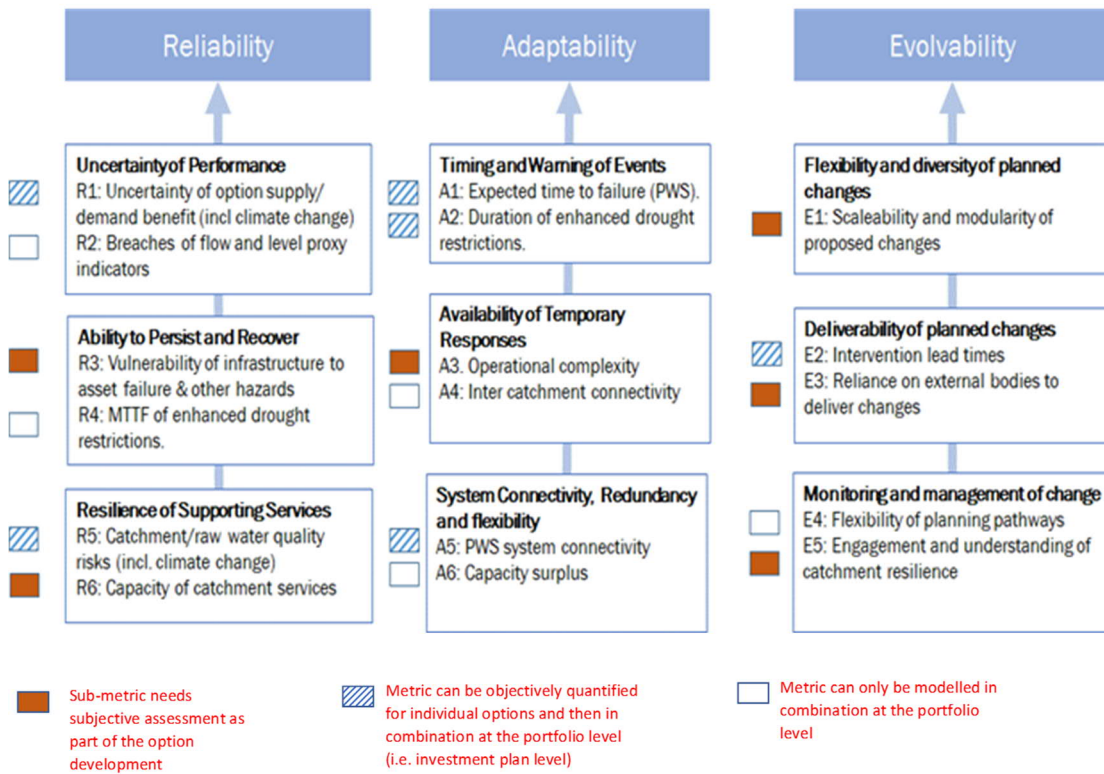 Reliability
Uncertainty of Performance
R1: Uncertainty of option supply/
demand benefit (incl climate change)
R2: Breaches of flow and level proxy
indicators
Ability to Persist and Recover
R3: Vulnerability of infrastructure to
asset failure & other hazards
R4: MTTF of enhanced drought
restrictions.
Resilience of Supporting Services
R5: Catchment/raw water quality
risks (incl. climate change)
R6: Capacity of catchment services
Adaptability
Timing and Warning of Events
A1: Expected time to failure (PWS).
A2: Duration of enhanced drought
restrictions.
Availability of Temporary
Responses
A3. Operational complexity
A4: Inter catchment connectivity
System Connectivity, Redundancy
and flexibility
A5: PWS system connectivity
A6: Capacity surplus
Evolvability
Flexibility and diversity of planned
changes
E1: Scaleability and modularity of
proposed changes
Deliverability of planned changes
E2: Intervention lead times
E3: Reliance on external bodies to
deliver changes
Monitoring and management of change
E4: Flexibility of planning pathways
E5: Engagement and understanding of
catchment resilience
Sub-metric needs
subjective assessment as
part of the option
development
Metric can be objectively quantified
for individual options and then in
combination at the portfolio level
(i.e. investment plan level)
Metric can only be modelled in
combination at the portfolio
level